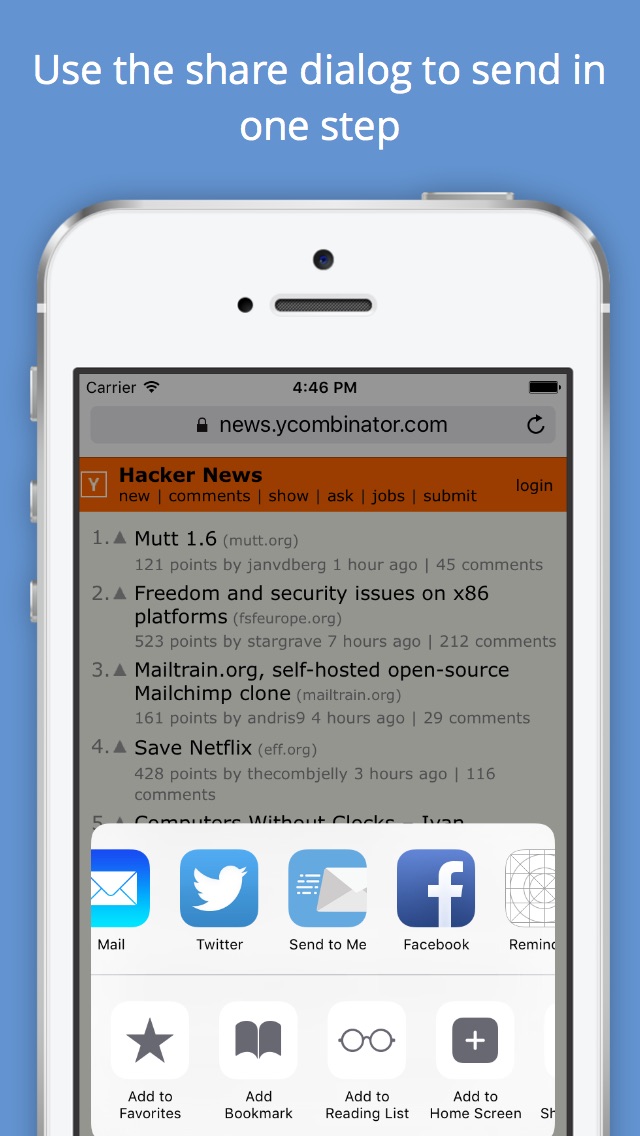 Use the share dialog to send in
one step
Carrier 4:46 PM
news.ycombinator.com
Y Hacker News
new | comments | show | ask | jobs | submit login
1. Mutt 1.6 (mutt.org)
121 points by janvdberg 1 hour ago | 45 comments
2. Freedom and security issues on x86
platforms (fsfeurope.org)
523 points by stargrave 7 hours ago | 212 comments
3. Mailtrain.org, self-hosted open-source
Mailchimp clone (mailtrain.org)
161 points by andris9 4 hours ago | 29 comments
4. Save Netflix (eff.org)
428 points by thecombjelly 3 hours ago | 116
comments
5. Computers Without Clocks – Ivan
Mail Twitter Send to Me Facebook Remind
Add to Add Add to Add to
Favorites Bookmark Reading List Home Screen Sh